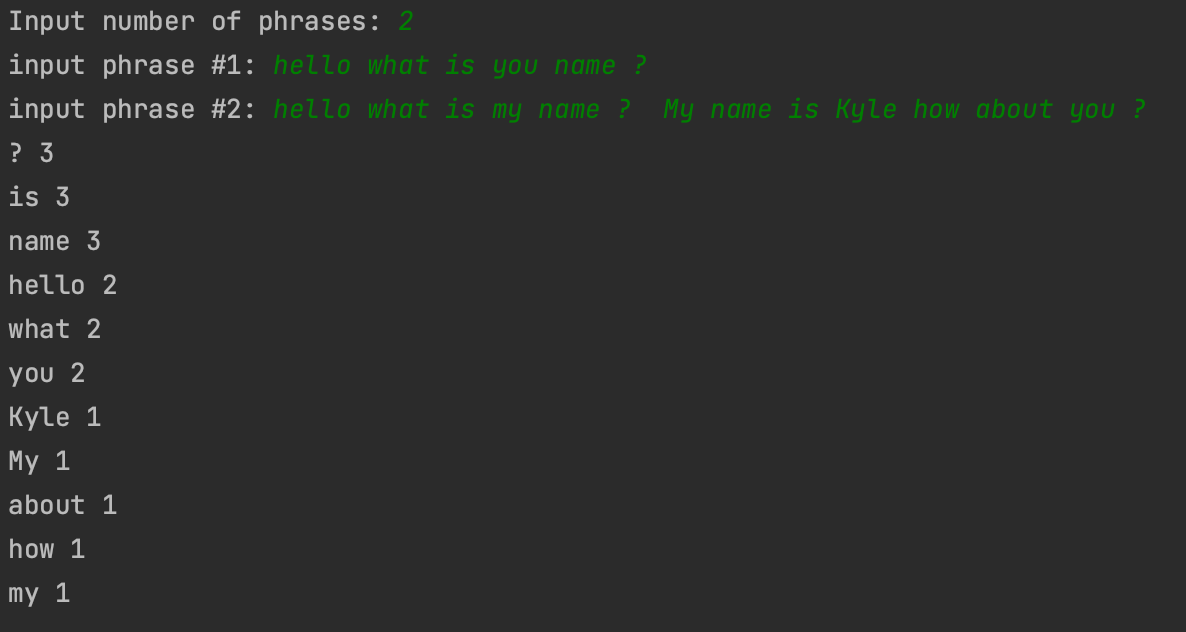 Input number of phrases: 2
input phrase #1: hello what is you name ?
input phrase #2: hello what is my name ?  My name is Kyle how about you ?
? 3
is 3
name 3
hello 2
what 2
you 2
Kyle 1
My 1
about 1
how 1
my 1